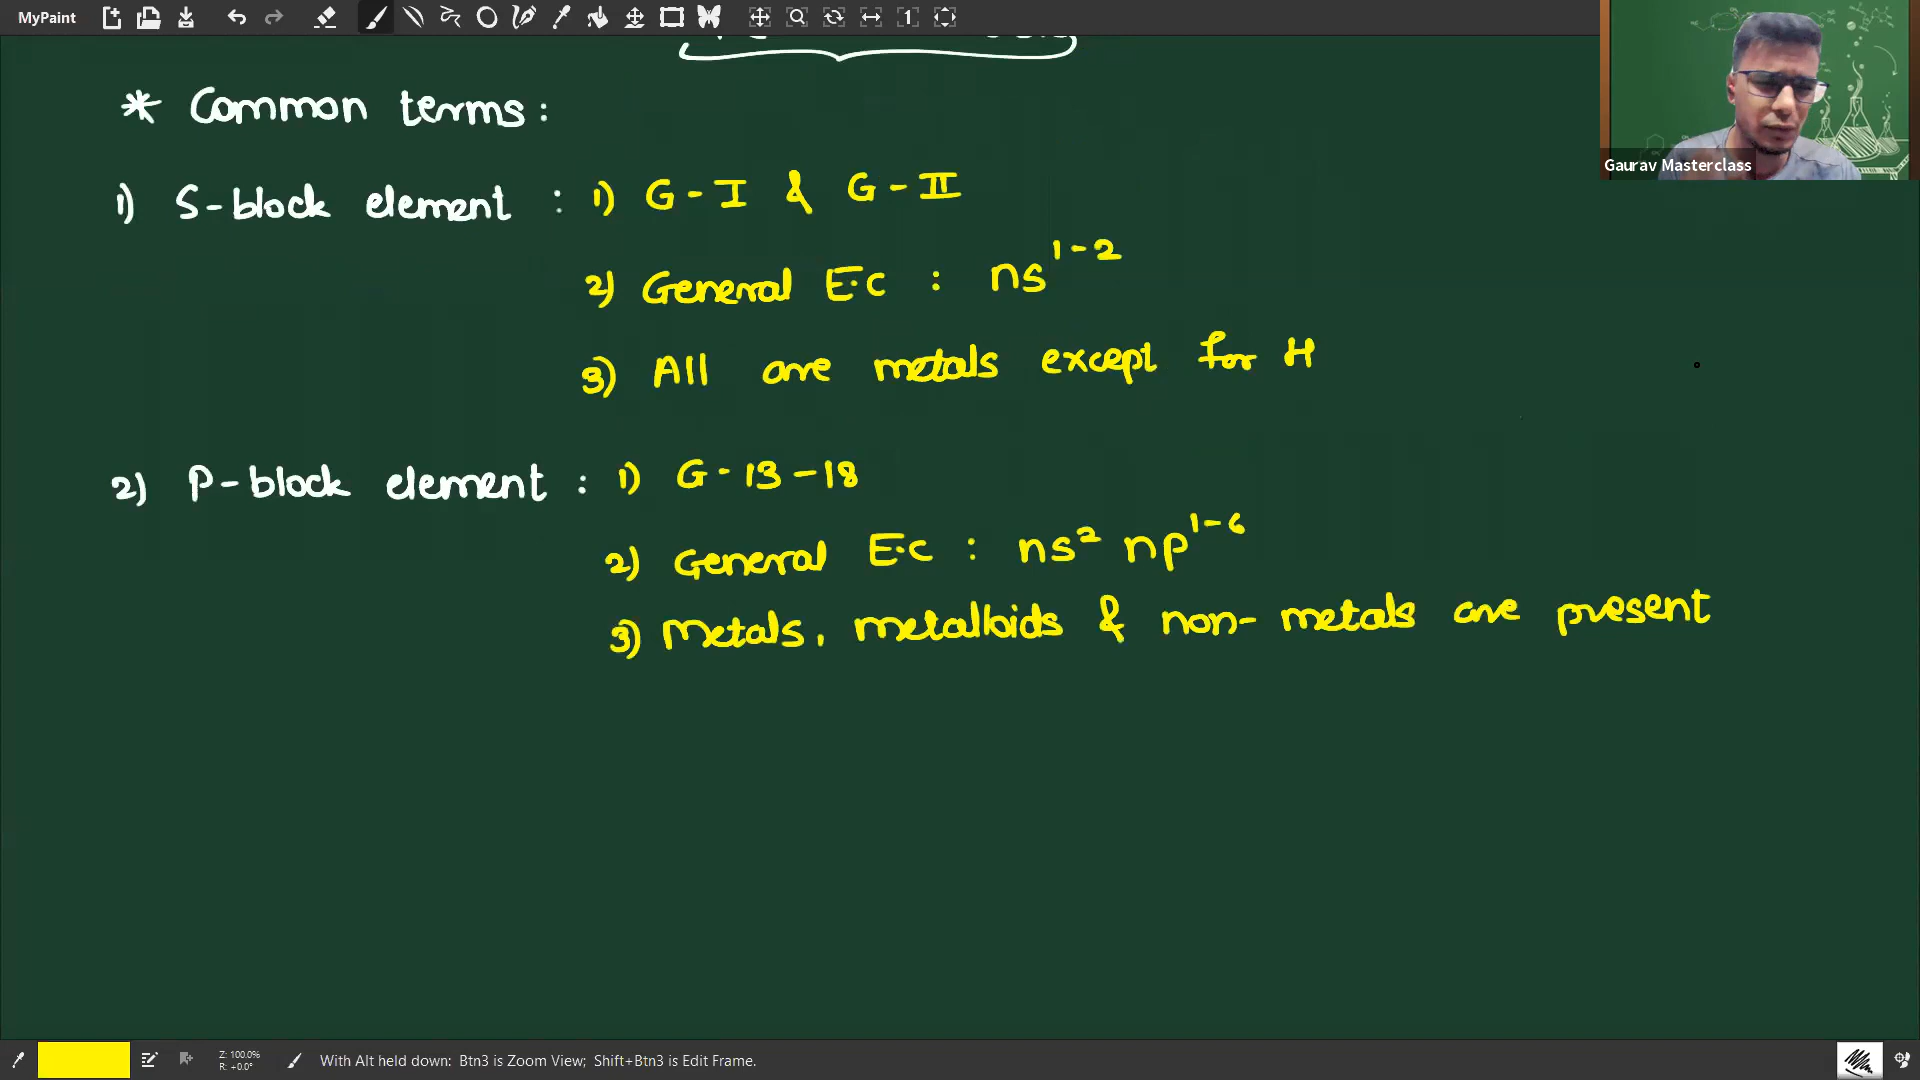 MyPaint
* Common terms:
Gaurav Masterclass
1) S-block element : 1) G-I & G-II
2) General E.C : ns¹⁻²
3) All are metals except for H
2) P-block element : 1) G-13-18
2) General E.C : ns² np¹⁻⁶
3) Metals, metalloids & non-metals are present
Z: 100.0%
R: +0.0°
With Alt held down: Btn3 is Zoom View; Shift+Btn3 is Edit Frame.